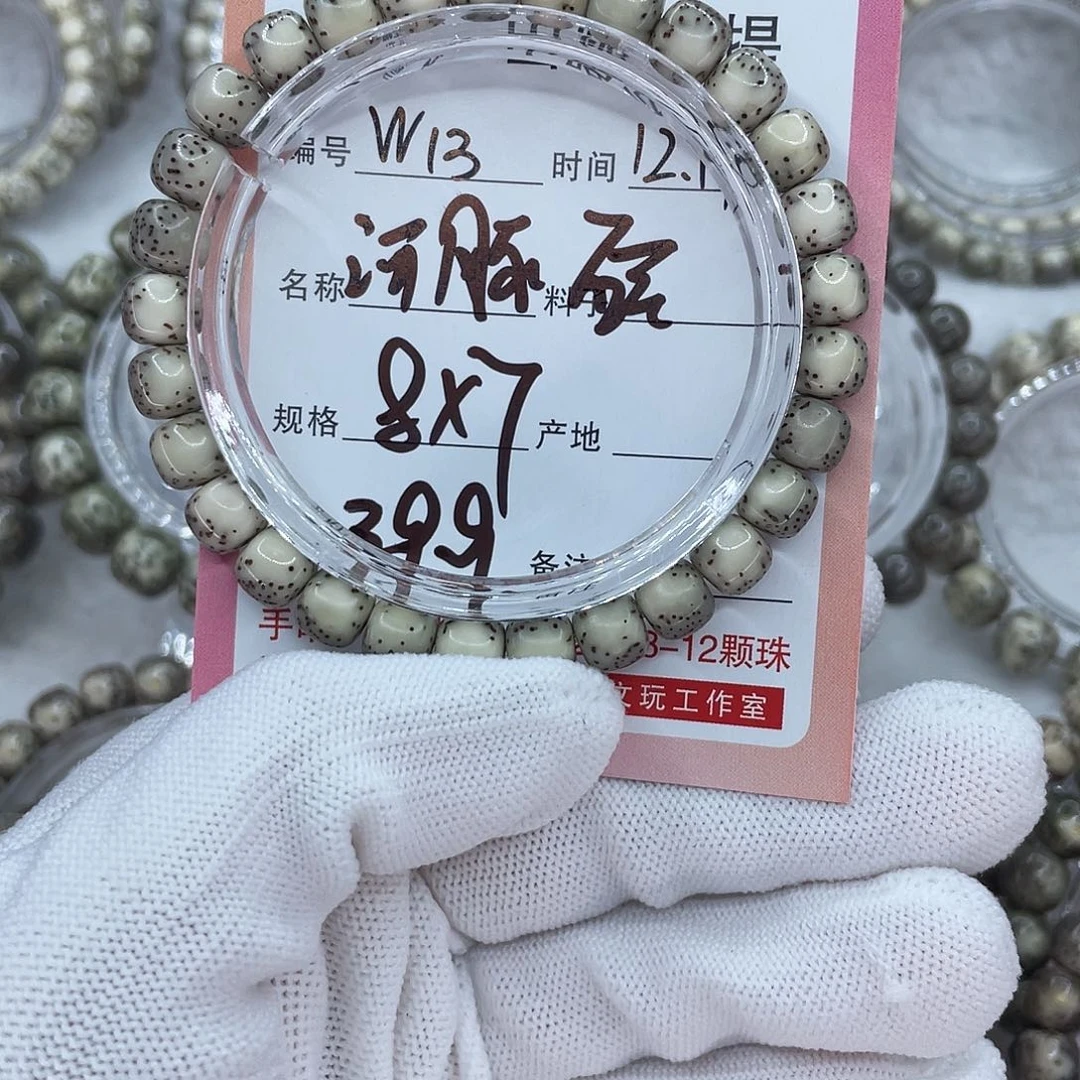 编号 W13 时间 12.1
名称 河豚 料
规格 8X7 产地
399 备注
手 3-12颗珠
文玩工作室